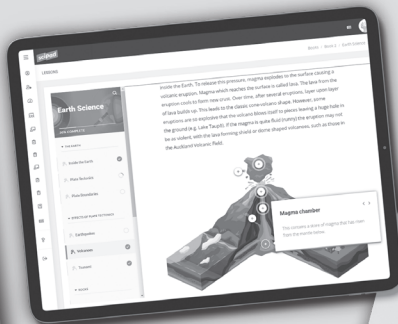 scipad
LESSONS
Earth Science
inside the Earth. To release this pressure, magma explodes to the surface causing a
volcanic eruption. Magma which reaches the surface is called lava. The lava from the
eruption cools to form new crust. Over time, after several eruptions, layer upon layer
of lava builds up. This leads to the classic cone-volcano shape. However, some
eruptions are so explosive that the volcano blows itself to pieces leaving a huge hole in
the ground (e.g. Lake Taupō). If the magma is quite fluid (runny) the eruption may not
be as violent, with the lava forming shield or dome shaped volcanoes, such as those in
the Auckland Volcanic Field.
Earth Science
Inside the Earth
Plate Boundaries
Earthquakes
Volcanoes
Tsunami
Magma chamber
This contains a store of magma that has risen
from the mantle below.